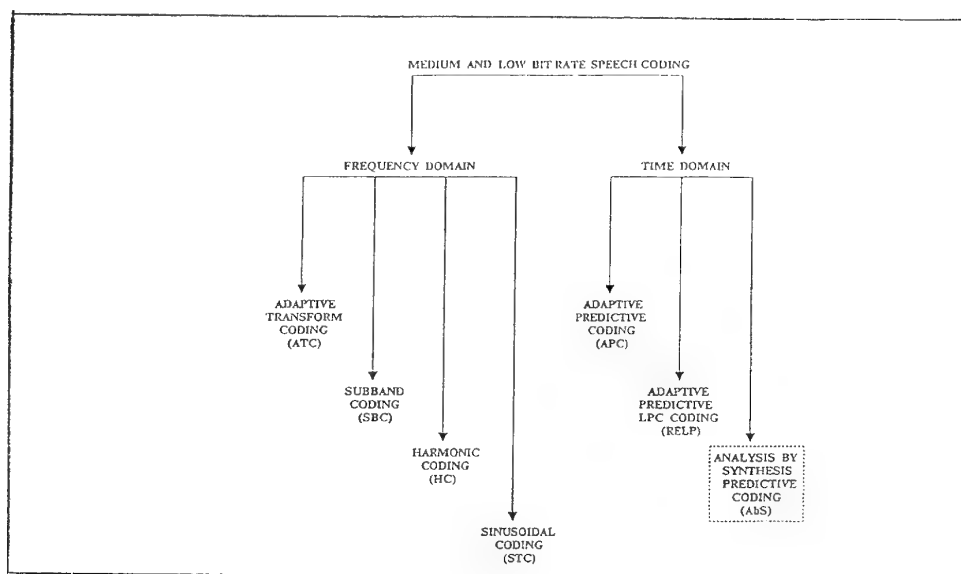 MEDIUM AND LOW BIT RATE SPEECH CODING
FREQUENCY DOMAIN
TIME DOMAIN
ADAPTIVE
TRANSFORM
CODING
(ATC)
SUBBAND
CODING
(SBC)
HARMONIC
CODING
(HC)
SINUSOIDAL
CODING
(STC)
ADAPTIVE
PREDICTIVE
CODING
(APC)
ADAPTIVE
PREDICTIVE
LPC CODING
(RELP)
ANALYSIS BY
SYNTHESIS
PREDICTIVE
CODING
(AbS)